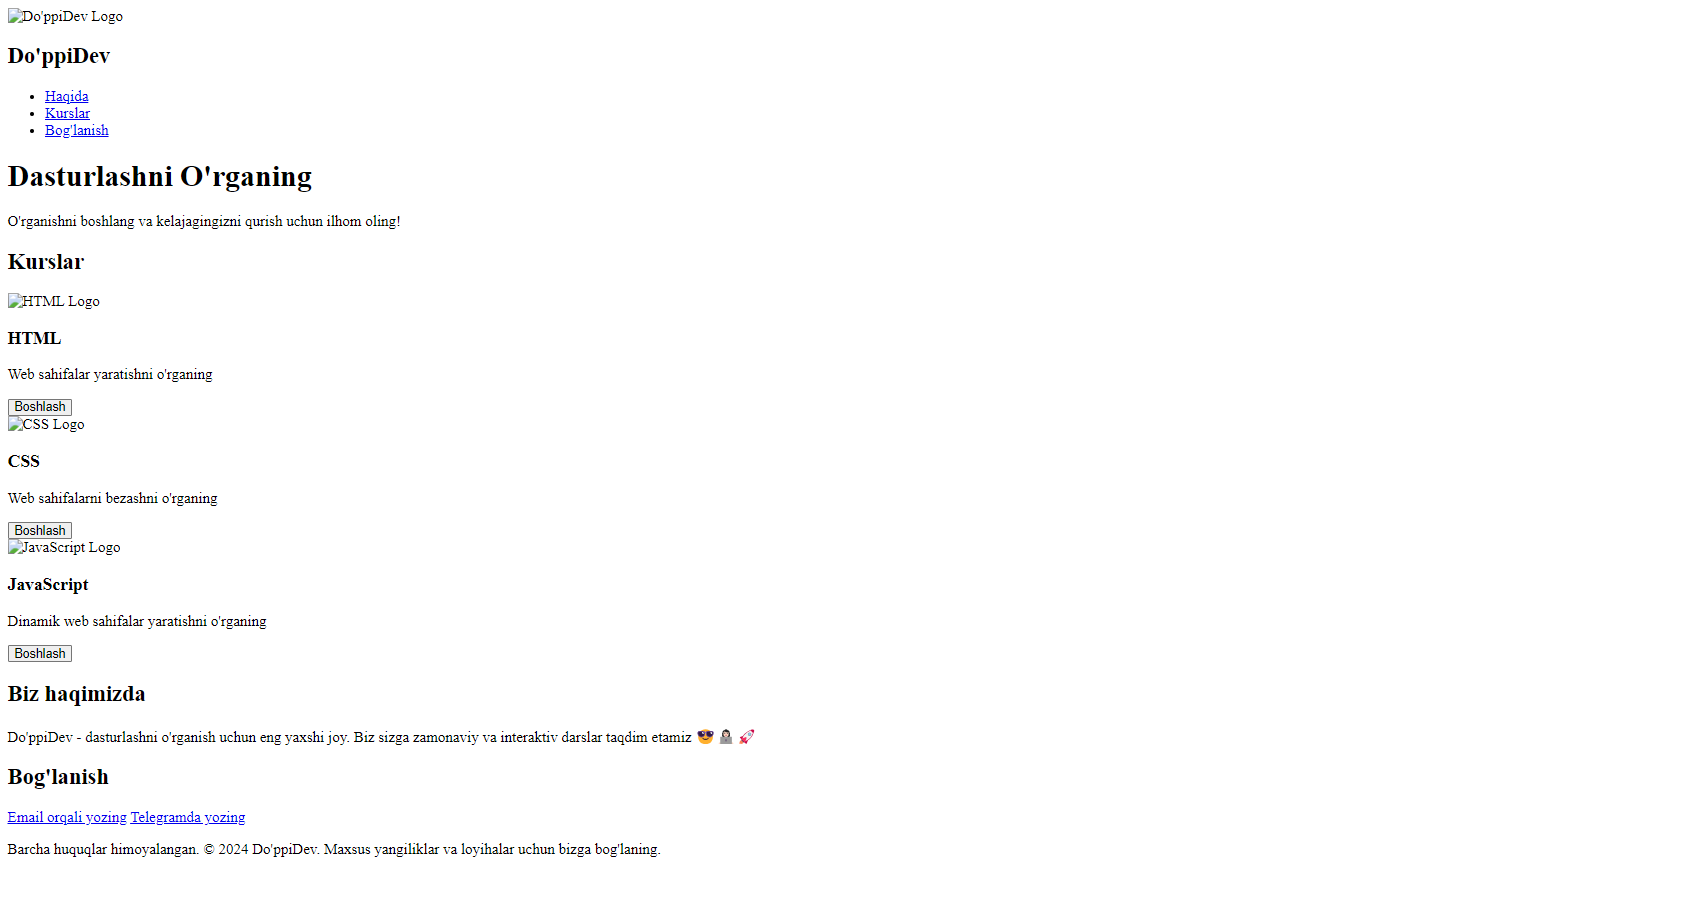 Do'ppiDev Logo
Do'ppiDev
Haqida
Kurslar
Bog'lanish
Dasturlashni O'rganing
O'rganishni boshlang va kelajagingizni qurish uchun ilhom oling!
Kurslar
HTML Logo
HTML
Web sahifalar yaratishni o'rganing
Boshlash
CSS Logo
CSS
Web sahifalarni bezashni o'rganing
Boshlash
JavaScript Logo
JavaScript
Dinamik web sahifalar yaratishni o'rganing
Boshlash
Biz haqimizda
Do'ppiDev - dasturlashni o'rganish uchun eng yaxshi joy. Biz sizga zamonaviy va interaktiv darslar taqdim etamiz 😎 👩🏻‍💻 🚀
Bog'lanish
Email orqali yozing Telegramda yozing
Barcha huquqlar himoyalangan. © 2024 Do'ppiDev. Maxsus yangiliklar va loyihalar uchun bizga bog'laning.